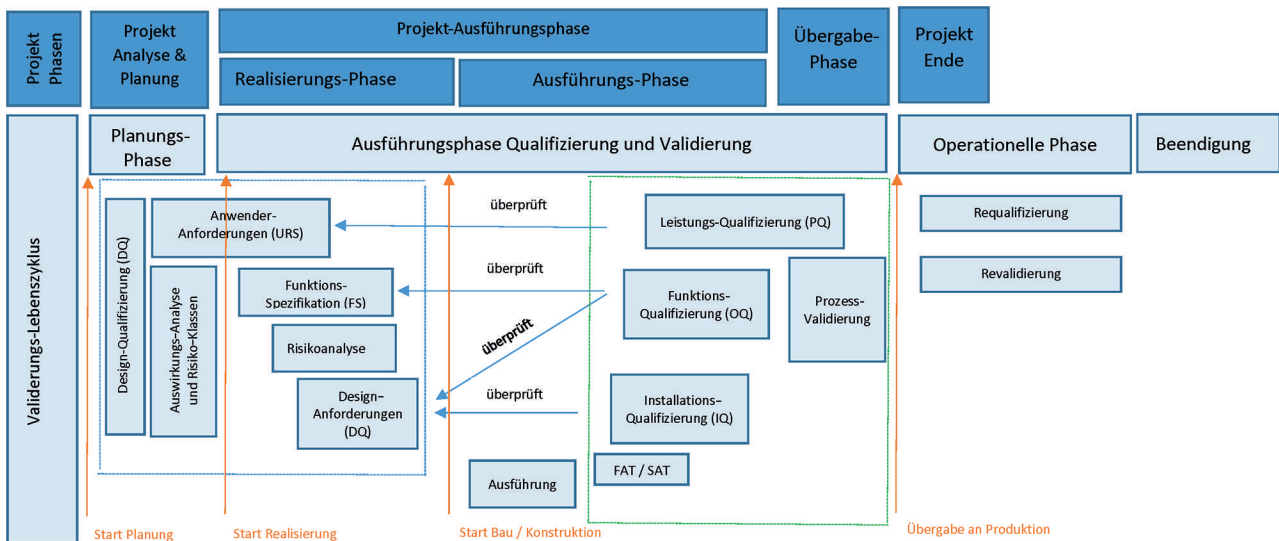 Projekt
Phasen
Projekt
Analyse &
Planung
Projekt-Ausführungsphase
Realisierungs-Phase
Ausführungs-Phase
Übergabe-
Phase
Projekt
Ende
Validerungs-Lebenszyklus
Planungs-
Phase
Ausführungsphase Qualifizierung und Validierung
Operationelle Phase
Beendigung
Design-Qualifizierung (DQ)
Anwender-
Anforderungen (URS)
Auswirkungs-Analyse
und Risiko-Klassen
Funktions-
Spezifikation (FS)
Risikoanalyse
Design-
Anforderungen
(DQ)
überprüft
überprüft
überprüft
überprüft
Leistungs-Qualifizierung (PQ)
Funktions-
Qualifizierung (OQ)
Prozess-
Validierung
Installations-
Qualifizierung (IQ)
FAT / SAT
Ausführung
Requalifizierung
Revalidierung
Start Planung
Start Realisierung
Start Bau / Konstruktion
Übergabe an Produktion